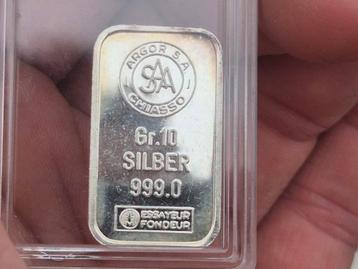 ARGOR S.A.
SAA
CHIASSO
Gr.10
SILBER
999.0
ESSAYEUR
FONDEUR